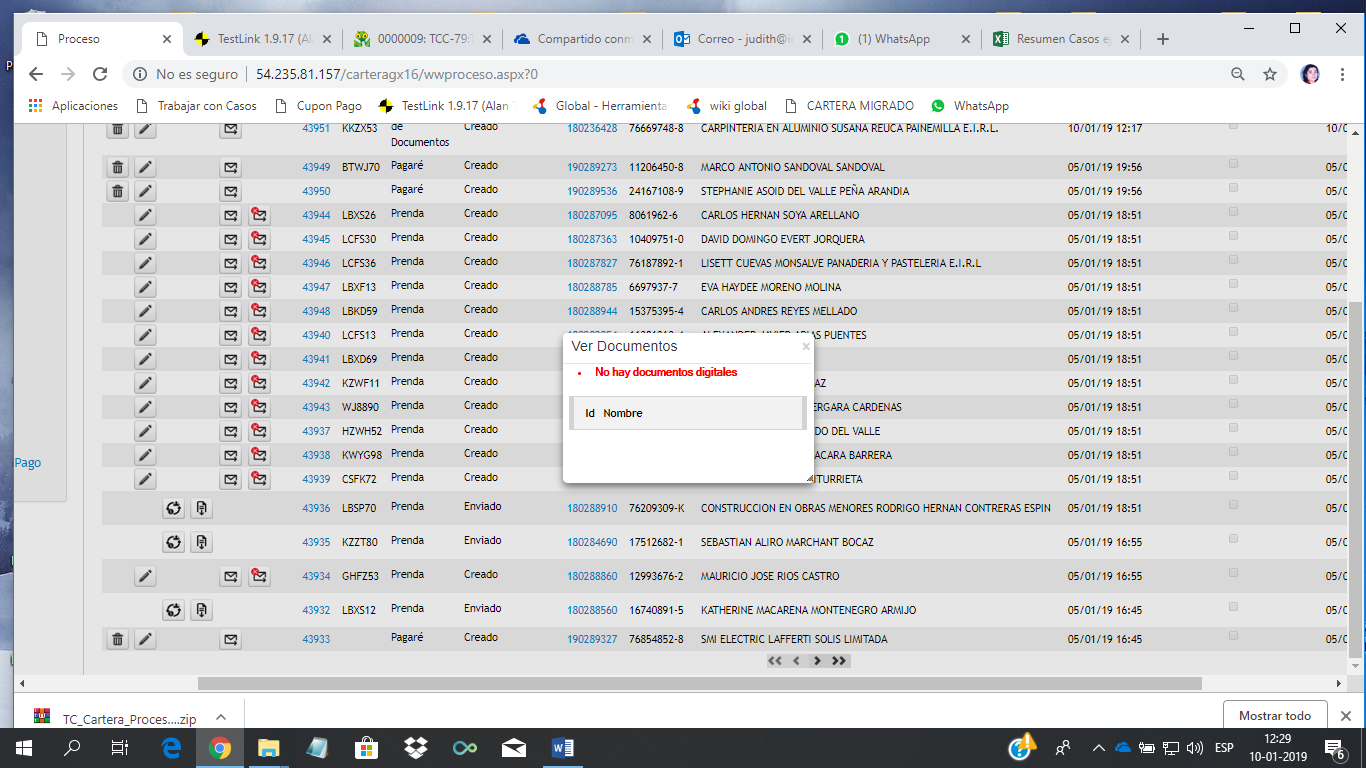 Proceso
TestLink 1.9.17 (Al
0000009: TCC-79:
Compartido conm
Correo - judith@i
(1) WhatsApp
Resumen Casos e
No es seguro 54.235.81.157/carteragx16/wwproceso.aspx?0
Aplicaciones Trabajar con Casos Cupon Pago TestLink 1.9.17 (Alan Global - Herramienta wiki global CARTERA MIGRADO WhatsApp
43951 KKZX53 de Documentos Creado 180236428 76669748-8 CARPINTERIA EN ALUMINIO SUSANA REUCA PAINEMILLA E.I.R.L. 10/01/19 12:17 10/0
43949 BTWJ70 Pagaré Creado 190289273 11206450-8 MARCO ANTONIO SANDOVAL SANDOVAL 05/01/19 19:56 05/0
43950 Pagaré Creado 190289536 24167108-9 STEPHANIE ASOID DEL VALLE PEÑA ARANDIA 05/01/19 19:56 05/0
43944 LBXS26 Prenda Creado 180287095 8061962-6 CARLOS HERNAN SOYA ARELLANO 05/01/19 18:51 05/0
43945 LCFS30 Prenda Creado 180287363 10409751-0 DAVID DOMINGO EVERT JORQUERA 05/01/19 18:51 05/0
43946 LCFS36 Prenda Creado 180287827 76187892-1 LISETT CUEVAS MONSALVE PANADERIA Y PASTELERIA E.I.R.L 05/01/19 18:51 05/0
43947 LBXF13 Prenda Creado 180288785 6697937-7 EVA HAYDEE MORENO MOLINA 05/01/19 18:51 05/0
43948 LBKD59 Prenda Creado 180288944 15375395-4 CARLOS ANDRES REYES MELLADO 05/01/19 18:51 05/0
43940 LCFS13 Prenda Creado PUENTES 05/01/19 18:51 05/0
43941 LBXD69 Prenda Creado 05/01/19 18:51 05/0
43942 KZWF11 Prenda Creado AZ 05/01/19 18:51 05/0
43943 WJ8890 Prenda Creado ERGARA CARDENAS 05/01/19 18:51 05/0
43937 HZWH52 Prenda Creado DO DEL VALLE 05/01/19 18:51 05/0
43938 KWYG98 Prenda Creado ACARA BARRERA 05/01/19 18:51 05/0
43939 CSFK72 Prenda Creado ITURRIETA 05/01/19 18:51 05/0
43936 LBSP70 Prenda Enviado 180288910 76209309-K CONSTRUCCION EN OBRAS MENORES RODRIGO HERNAN CONTRERAS ESPIN 05/01/19 18:51 05/0
43935 KZZT80 Prenda Enviado 180284690 17512682-1 SEBASTIAN ALIRO MARCHANT BOCAZ 05/01/19 16:55 05/0
43934 GHFZ53 Prenda Creado 180288860 12993676-2 MAURICIO JOSE RIOS CASTRO 05/01/19 16:55 05/0
43932 LBXS12 Prenda Enviado 180288560 16740891-5 KATHERINE MACARENA MONTENEGRO ARMIJO 05/01/19 16:45 05/0
43933 Pagaré Creado 190289327 76854852-8 SMI ELECTRIC LAFFERTI SOLIS LIMITADA 05/01/19 16:45 05/0
Pago
Ver Documentos
No hay documentos digitales
Id Nombre
TC_Cartera_Proces....zip
Mostrar todo
ESP
12:29
10-01-2019
6